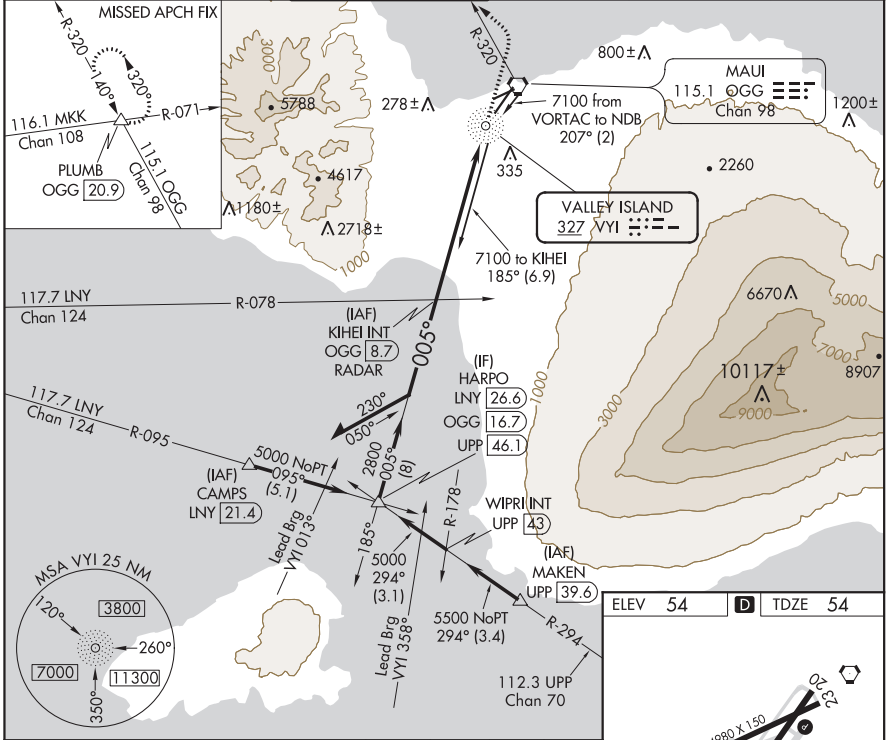 MISSED APCH FIX
R-320
140°
320°
R-071
116.1 MKK
Chan 108
PLUMB
OGG 20.9
115.1 OGG
Chan 98
3000
5788
4617
1180±
2718±
1000
278±
R-320
800±
MAUI
115.1 OGG
Chan 98
1200±
7100 from
VORTAC to NDB
207° (2)
335
2260
VALLEY ISLAND
327 VYI
7100 to KIHEI
185° (6.9)
117.7 LNY
Chan 124
R-078
(IAF)
KIHEI INT
OGG 8.7
RADAR
005°
6670
5000
7000
8907
10117±
9000
1000
3000
(IF)
HARPO
LNY 26.6
OGG 16.7
UPP 46.1
117.7 LNY
Chan 124
R-095
230°
050°
2800
005°
(8)
5000 NoPT
095°
(5.1)
(IAF)
CAMPS
LNY 21.4
Lead Brg
VYI 013°
185°
R-178
WIPRI INT
UPP 43
5000
294°
(3.1)
(IAF)
MAKEN
UPP 39.6
5500 NoPT
294° (3.4)
R-294
Lead Brg
VYI 358°
112.3 UPP
Chan 70
MSA VYI 25 NM
120°
3800
260°
7000
11300
350°
ELEV 54
D
TDZE 54
20
23
4980 X 150
P